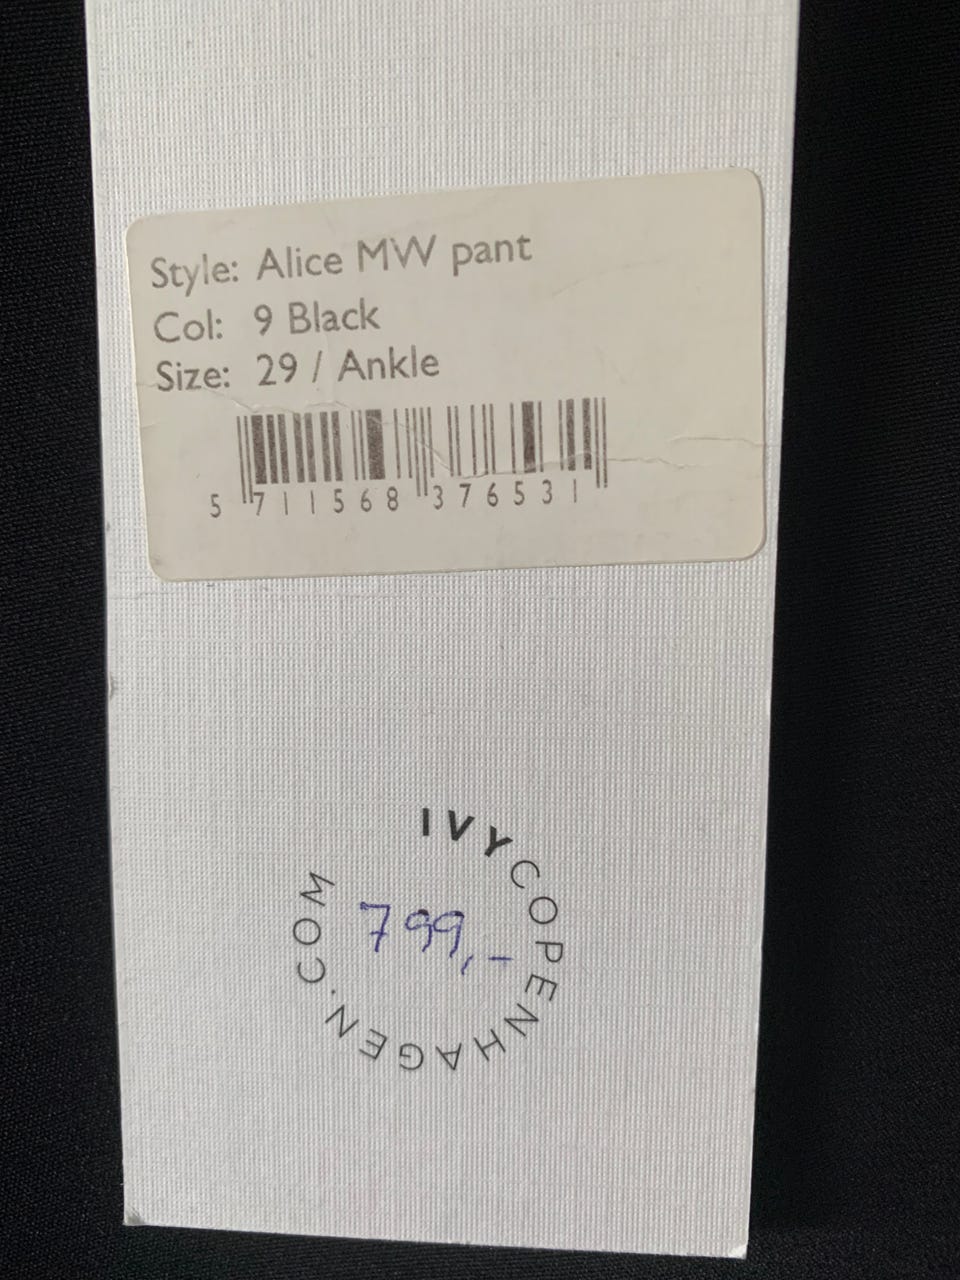 Style: Alice MW pant
Col: 9 Black
Size: 29 / Ankle
5 711568 376531
IVYCOPENHAGEN.COM
799,-